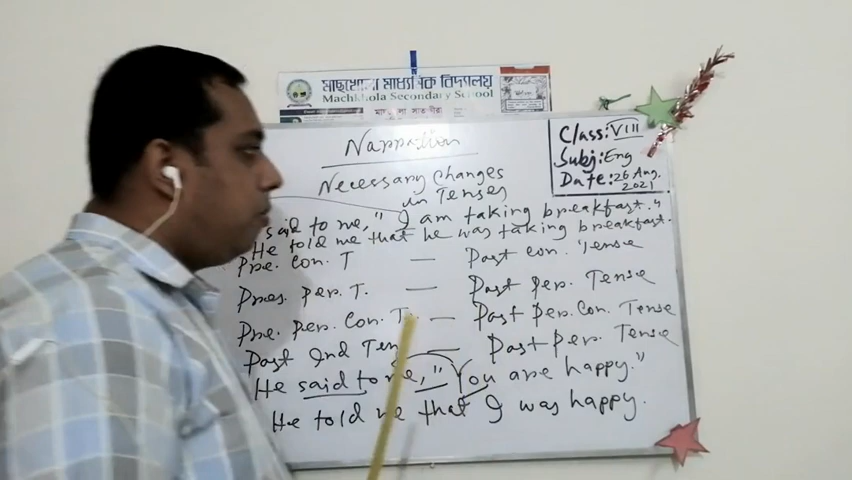 মাছখোলা মাধ্যমিক বিদ্যালয়
Machkhola Secondary School
Narration
Class: VIII
Subj: Eng
Date: 26 Aug. 2021
Necessary Changes
in Tenses
said to me, "I am taking breakfast."
He told me that he was taking breakfast.
Pre. Con. T — Past con. Tense
Pres. per. T. — Past per. Tense
Pre. per. Con. T. — Past per. Con. Tense
Past Ind Ten — Past per. Tense
He said to me, "You are happy."
He told me that I was happy.